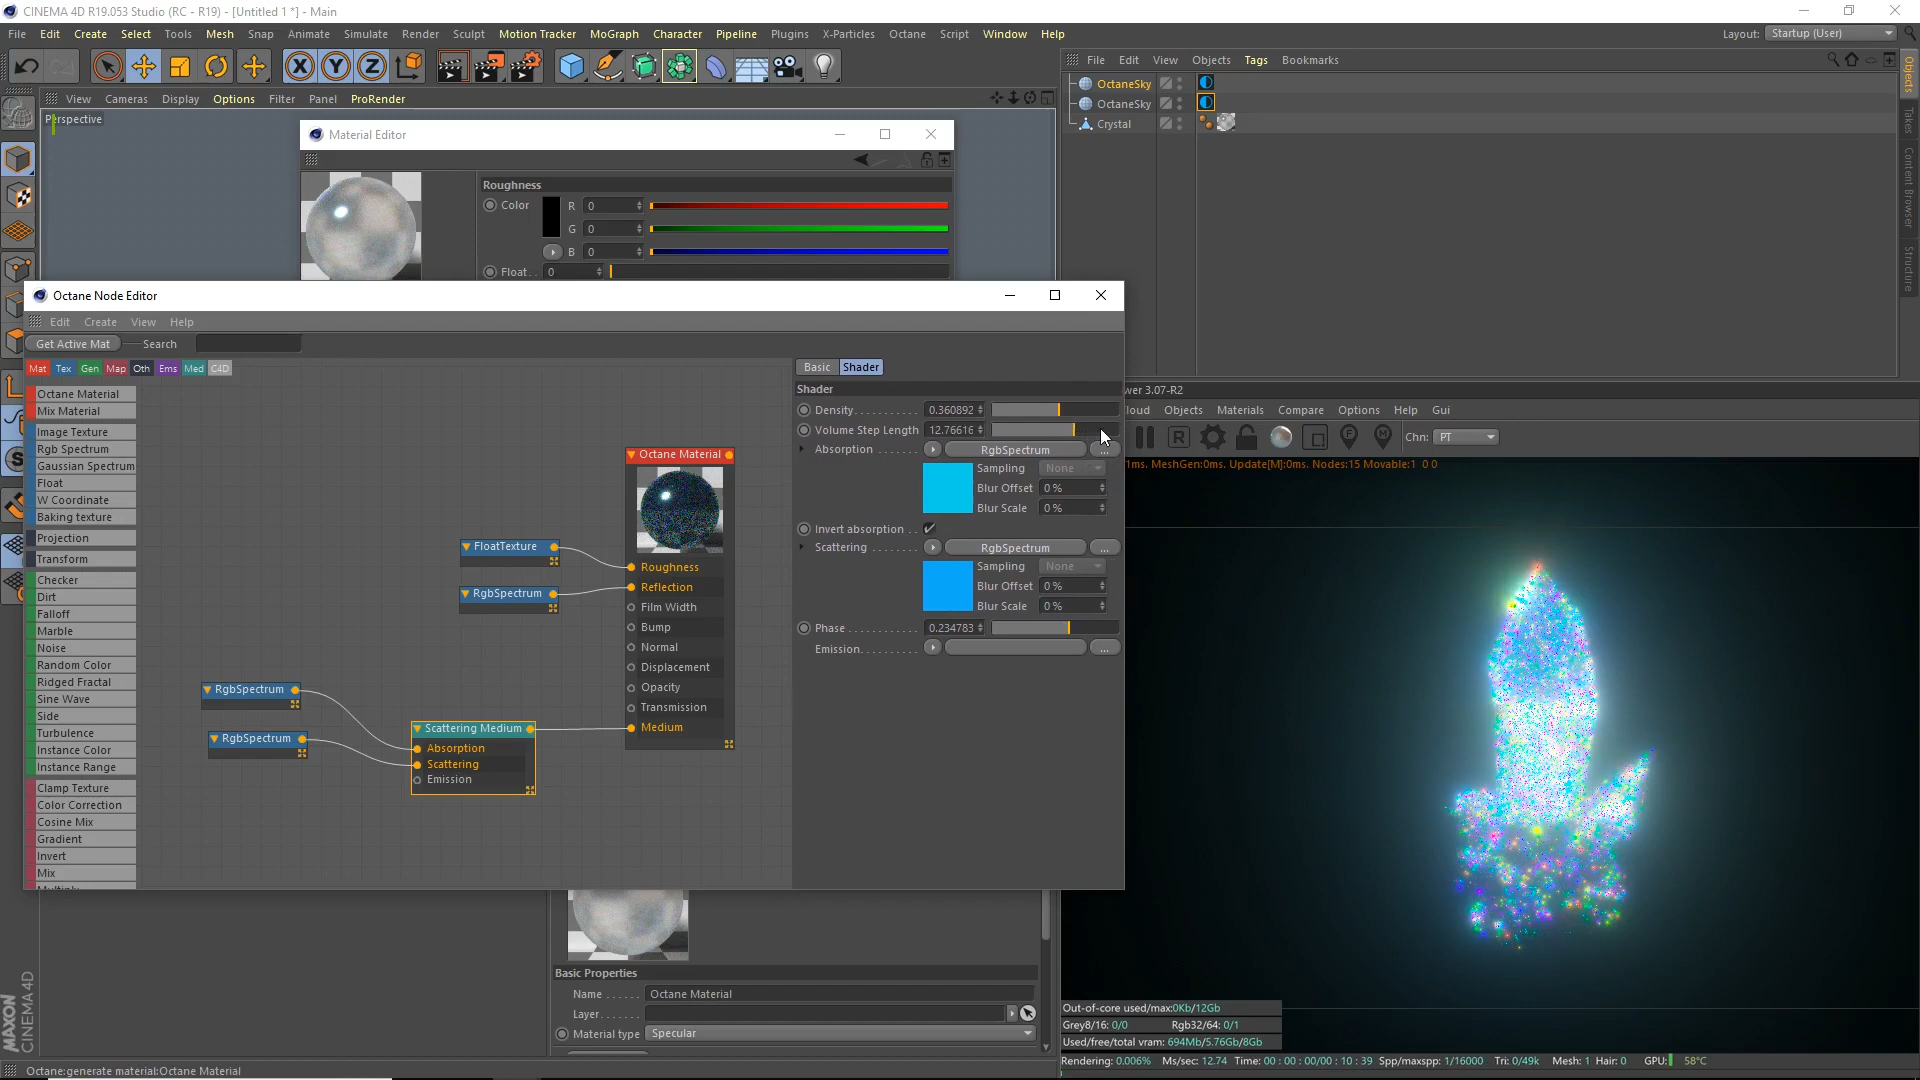 CINEMA 4D R19.053 Studio (RC - R19) - [Untitled 1 *] - Main
File Edit Create Select Tools Mesh Snap Animate Simulate Render Sculpt Motion Tracker MoGraph Character Pipeline Plugins X-Particles Octane Script Window Help
Layout: Startup (User)
File Edit View Objects Tags Bookmarks
OctaneSky
OctaneSky
Crystal
Objects
Takes
Content Browser
Structure
View Cameras Display Options Filter Panel ProRender
Perspective
Material Editor
Roughness
Color R 0
G 0
B 0
Float . . 0
Octane Node Editor
Edit Create View Help
Get Active Mat Search
Mat Tex Gen Map Oth Ems Med C4D
Octane Material
Mix Material
Image Texture
Rgb Spectrum
Gaussian Spectrum
Float
W Coordinate
Baking texture
Projection
Transform
Checker
Dirt
Falloff
Marble
Noise
Random Color
Ridged Fractal
Sine Wave
Side
Turbulence
Instance Color
Instance Range
Clamp Texture
Color Correction
Cosine Mix
Gradient
Invert
Mix
FloatTexture
RgbSpectrum
RgbSpectrum
RgbSpectrum
Scattering Medium
Absorption
Scattering
Emission
Octane Material
Roughness
Reflection
Film Width
Bump
Normal
Displacement
Opacity
Transmission
Medium
Basic Shader
Shader
Density. . . . . . . . . . . 0.360892
Volume Step Length 12.76616
Absorption . . . . . . . RgbSpectrum ...
Sampling None
Blur Offset 0 %
Blur Scale 0 %
Invert absorption . .
Scattering . . . . . . . . RgbSpectrum ...
Sampling None
Blur Offset 0 %
Blur Scale 0 %
Phase . . . . . . . . . . . . 0.234783
Emission. . . . . . . . . ...
wer 3.07-R2
loud Objects Materials Compare Options Help Gui
R Chn: PT
1ms. MeshGen:0ms. Update[M]:0ms. Nodes:15 Movable:1 0 0
Basic Properties
Name . . . . . . Octane Material
Layer. . . . . . .
Material type Specular
Out-of-core used/max:0Kb/12Gb
Grey8/16: 0/0 Rgb32/64: 0/1
Used/free/total vram: 694Mb/5.76Gb/8Gb
Rendering: 0.006% Ms/sec: 12.74 Time: 00 : 00 : 00/00 : 10 : 39 Spp/maxspp: 1/16000 Tri: 0/49k Mesh: 1 Hair: 0 GPU: 58°C
MAXON
CINEMA 4D
Octane:generate material:Octane Material